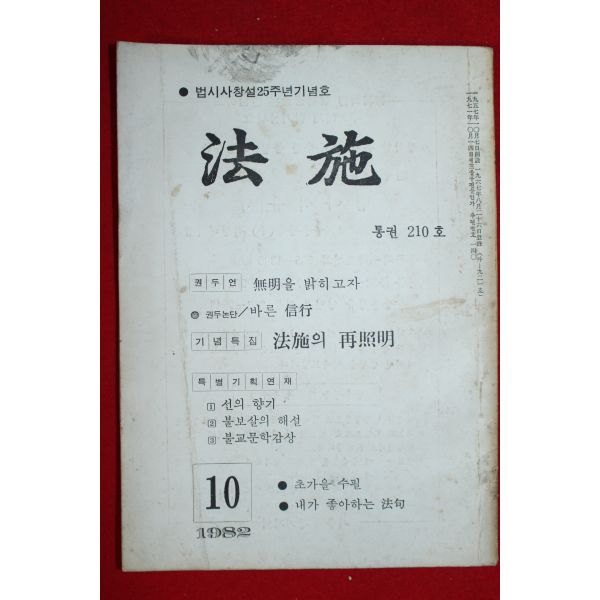 ● 법시사창설25주년기념호
法施
통권 210 호
권두언 無明을 밝히고자
◉ 권두논단/바른 信行
기념특집 法施의 再照明
특별기획연재
1 선의 향기
2 불보살의 해설
3 불교문학감상
10
1982
● 초가을 수필
● 내가 좋아하는 法句